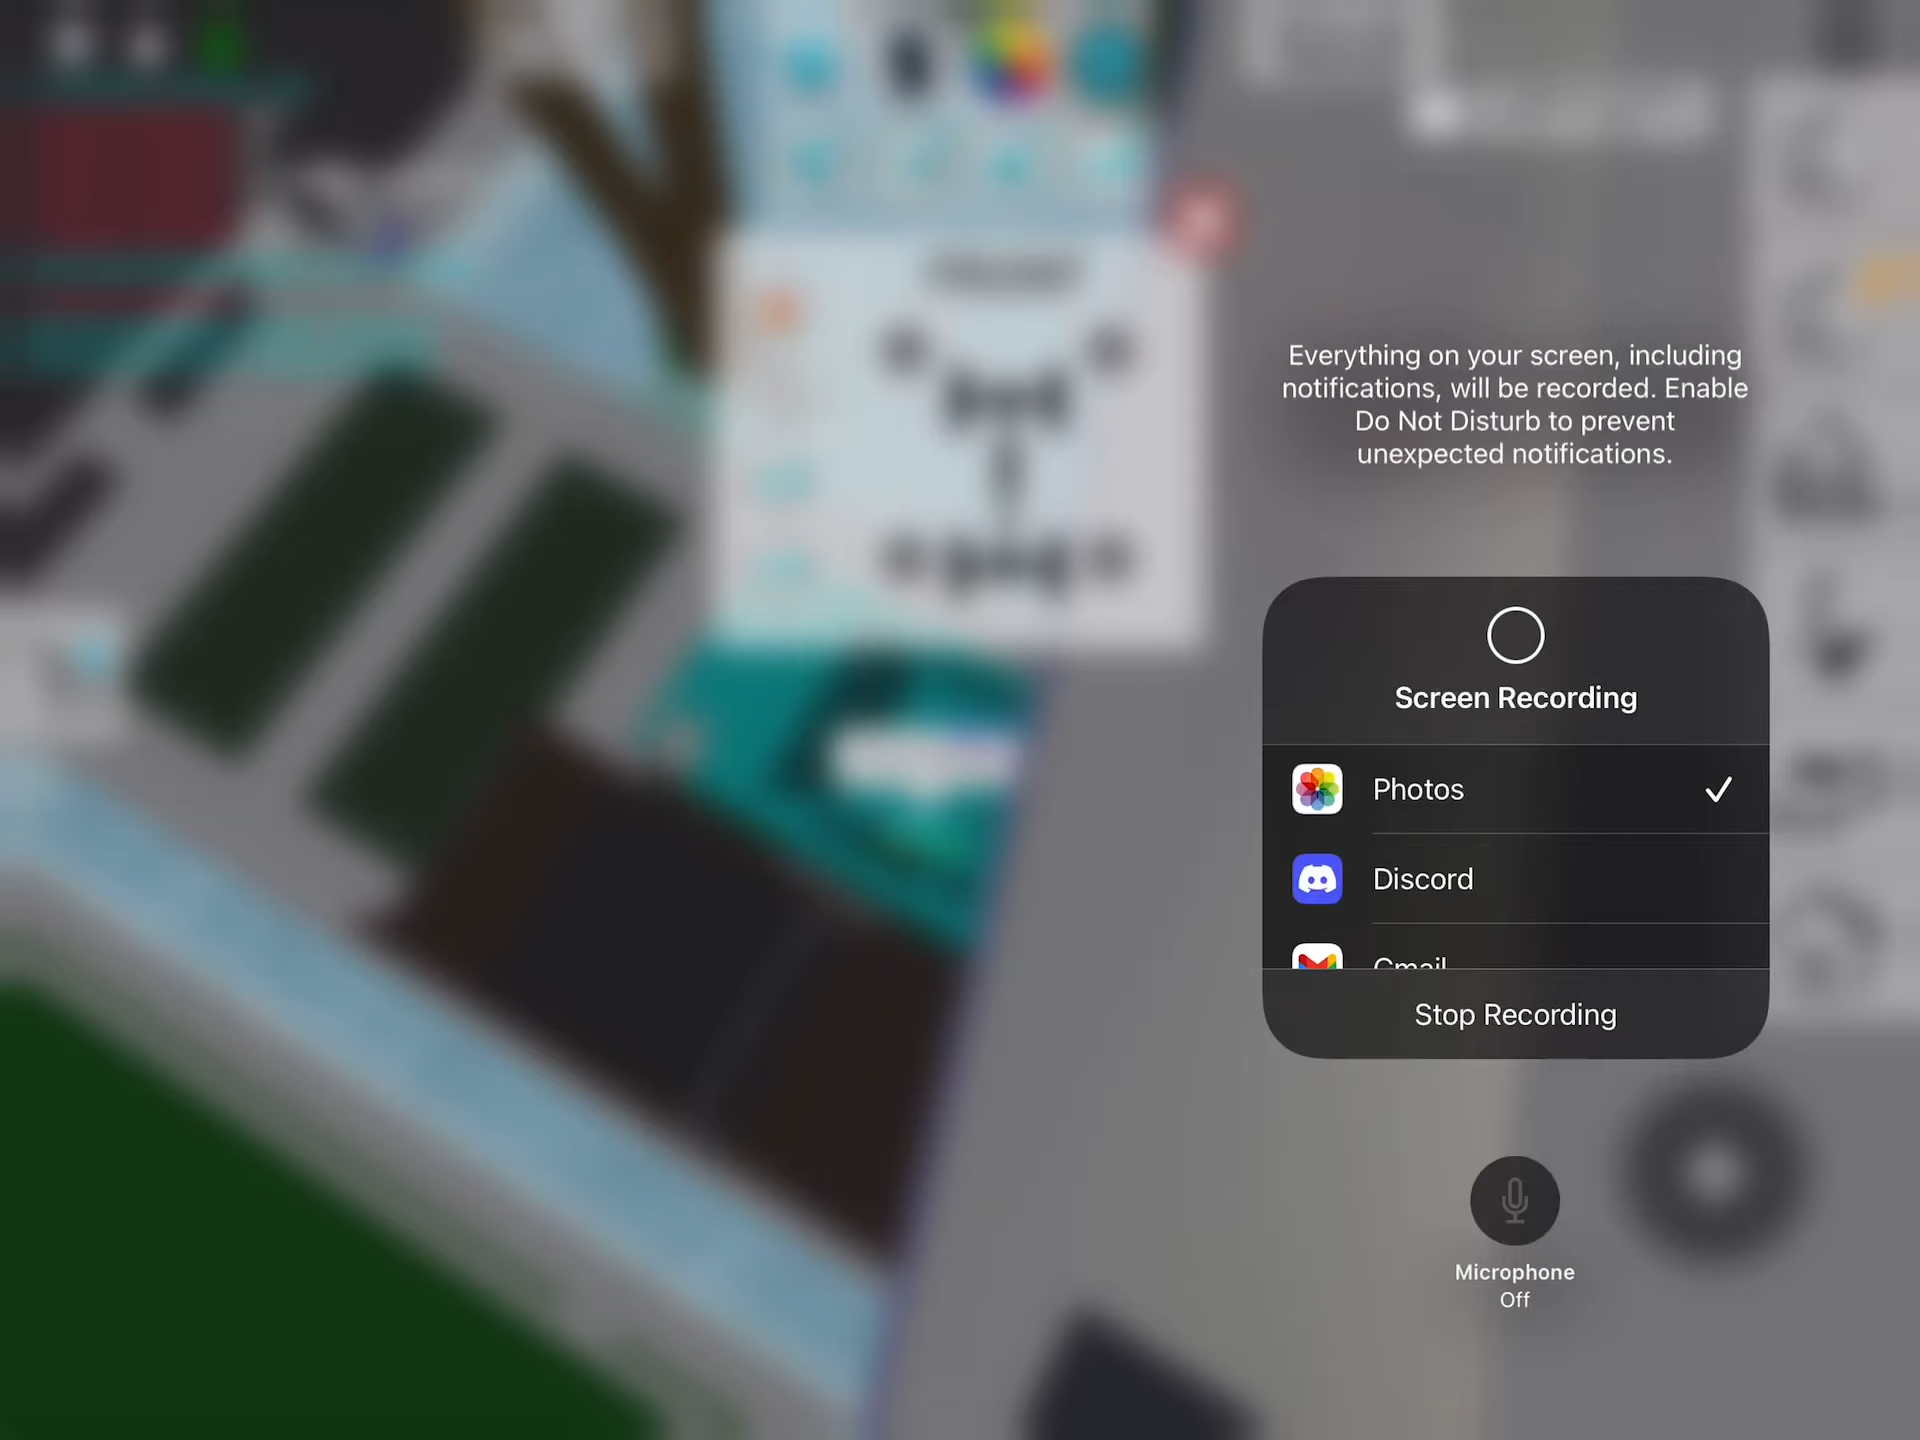 Everything on your screen, including
notifications, will be recorded. Enable
Do Not Disturb to prevent
unexpected notifications.
Screen Recording
Photos
Discord
Gmail
Stop Recording
Microphone
Off